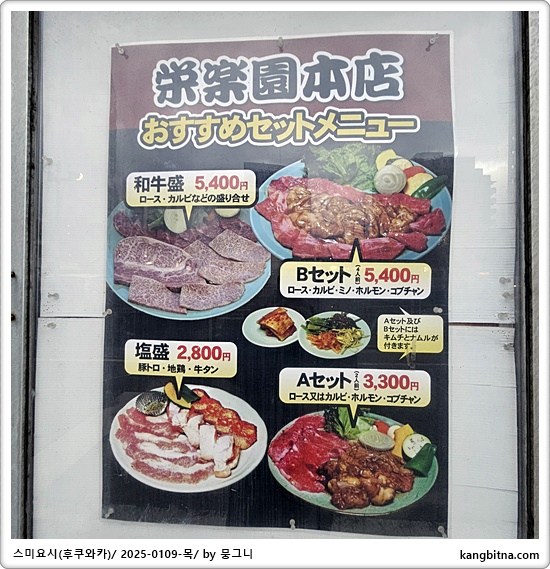 栄楽園本店
おすすめセットメニュー
和牛盛 5,400円
ロース・カルビなどの盛り合せ
Bセット(4人前) 5,400円
ロース・カルビ・ミノ・ホルモン・コプチャン
Aセット及び
Bセットには
キムチとナムルが
付きます。
塩盛 2,800円
豚トロ・地鶏・牛タン
Aセット(2人前) 3,300円
ロース又はカルビ・ホルモン・コプチャン
스미요시(후쿠와카)/ 2025-0109-목/ by 뭉그니
kangbitna.com